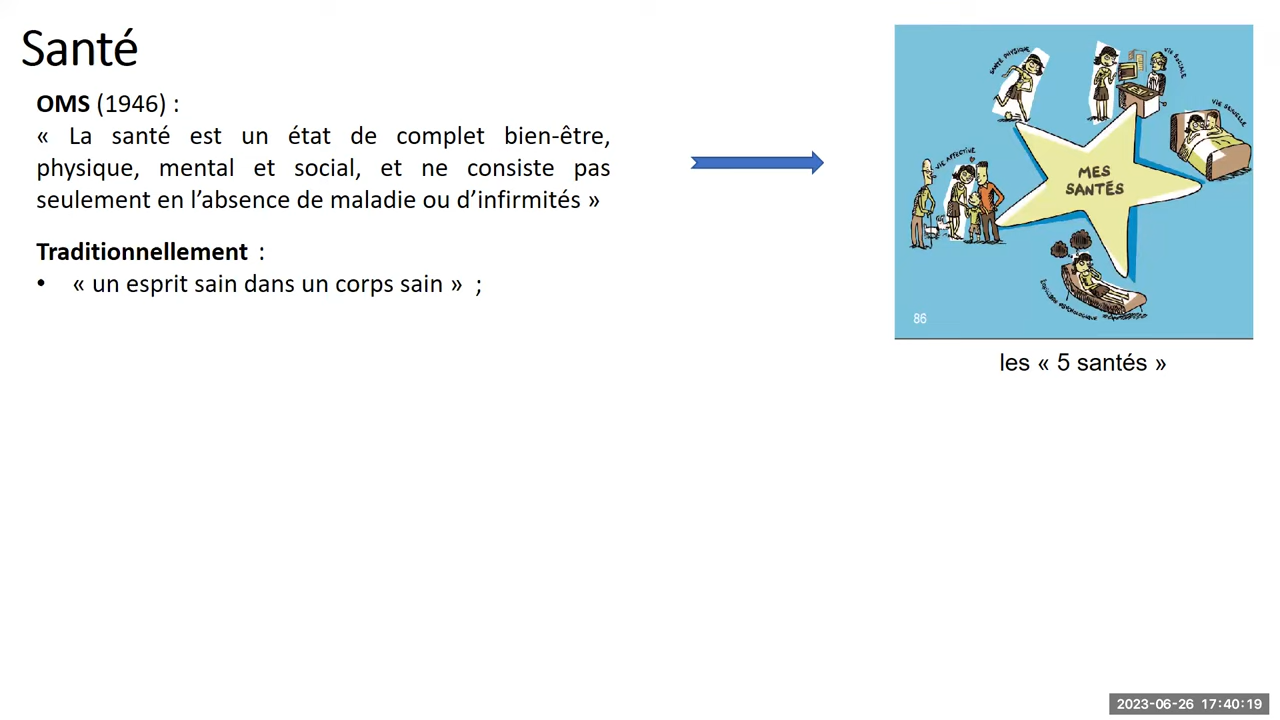 Santé
OMS (1946) :
« La santé est un état de complet bien-être,
physique, mental et social, et ne consiste pas
seulement en l’absence de maladie ou d’infirmités »
Traditionnellement :
• « un esprit sain dans un corps sain » ;
SANTÉ PHYSIQUE
VIE SOCIALE
VIE SEXUELLE
VIE AFFECTIVE
MES
SANTÉS
ÉQUILIBRE PSYCHOLOGIQUE
86
les « 5 santés »
2023-06-26 17:40:19